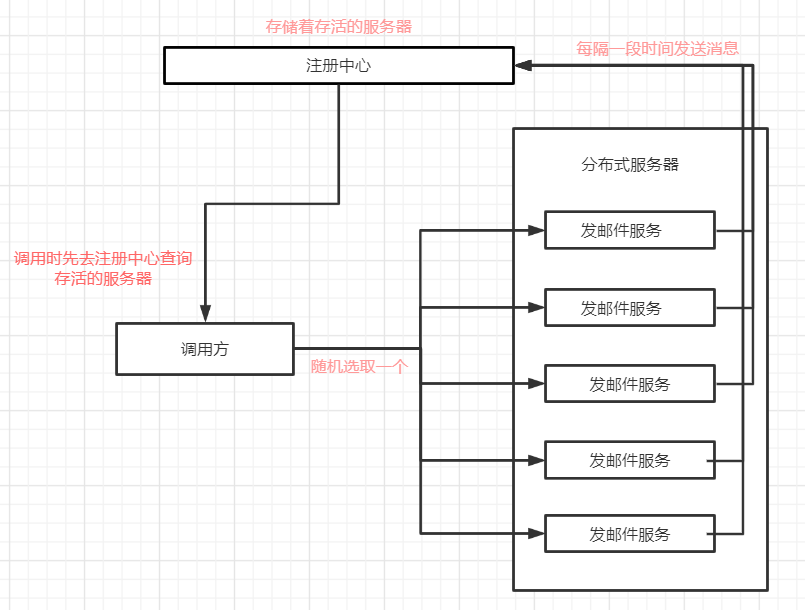 存储着存活的服务器
每隔一段时间发送消息
注册中心
分布式服务器
发邮件服务
调用时先去注册中心查询
存活的服务器
发邮件服务
调用方
随机选取一个
发邮件服务
发邮件服务
发邮件服务